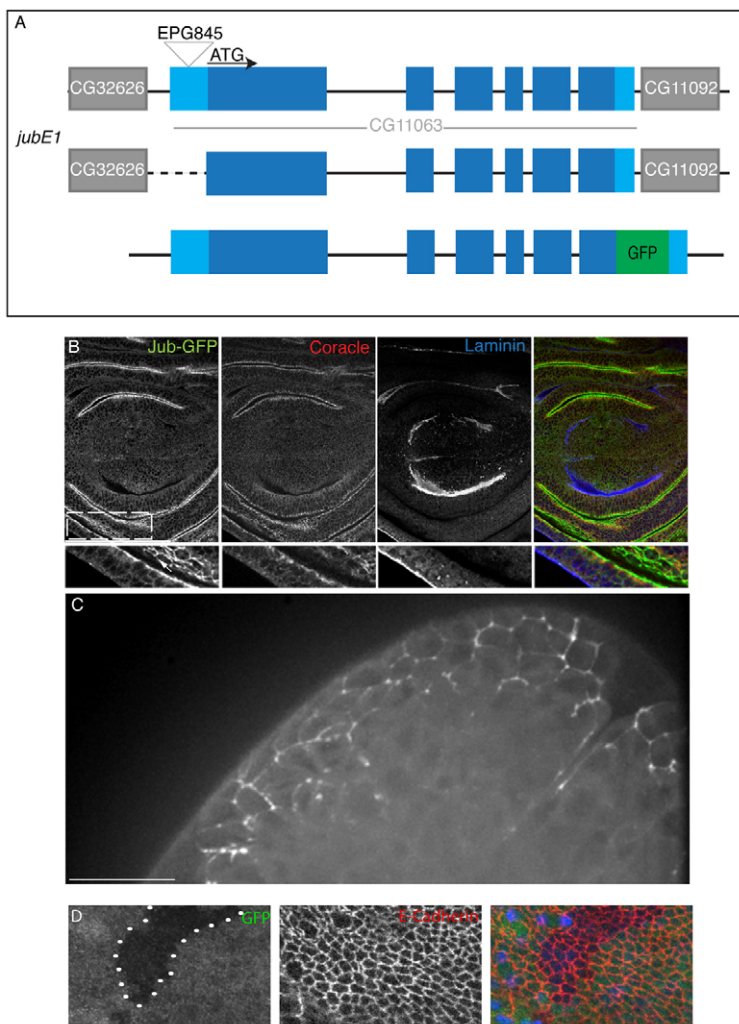 A
EPG845
ATG
CG32626 CG11092
CG11063
jubE1
CG32626 CG11092
GFP
B Jub-GFP Coracle Laminin
C
D GFP E-Cadherin